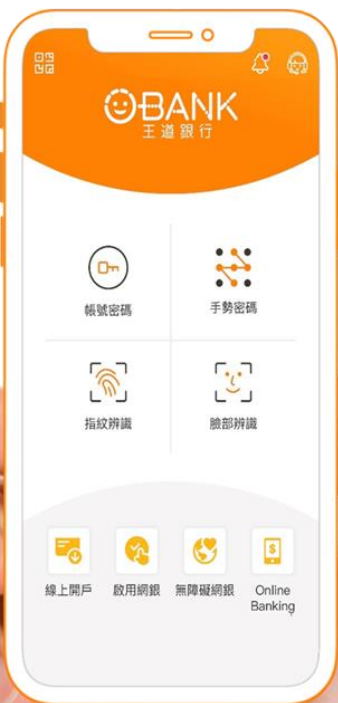 BANK
王道銀行
帳號密碼
手勢密碼
指紋辨識
臉部辨識
線上開戶
啟用網銀
無障礙網銀
Online
Banking